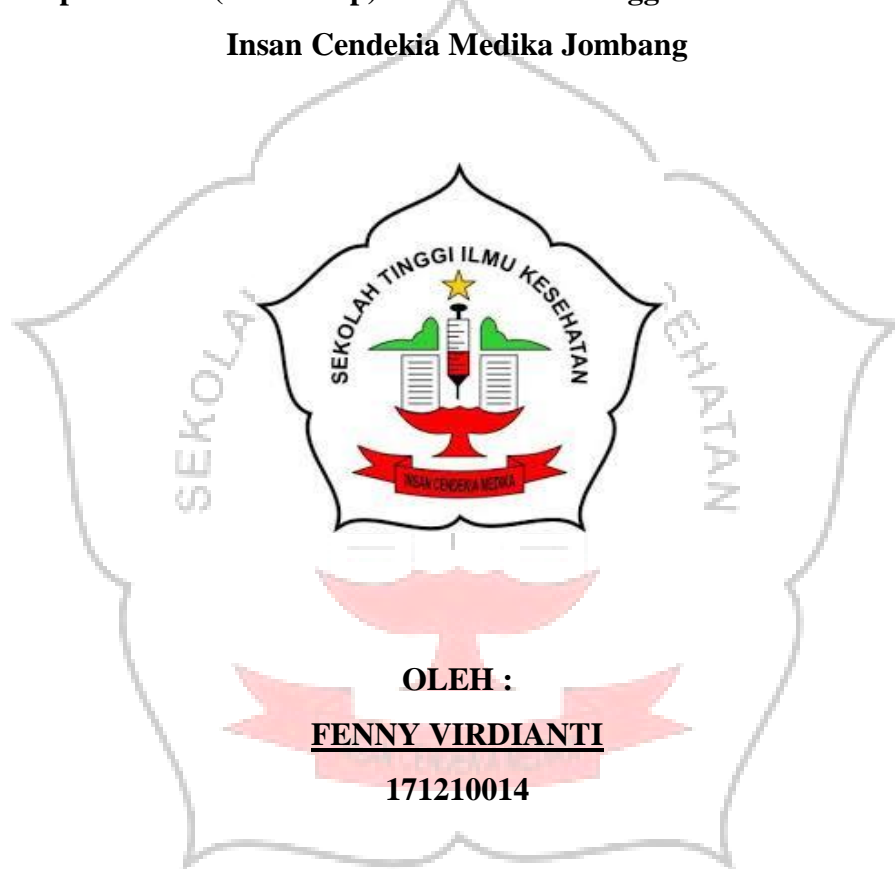 Insan Cendekia Medika Jombang
SEKOLAH TINGGI ILMU KESEHATAN
INSAN CENDEKIA MEDIKA
OLEH :
FENNY VIRDIANTI
171210014